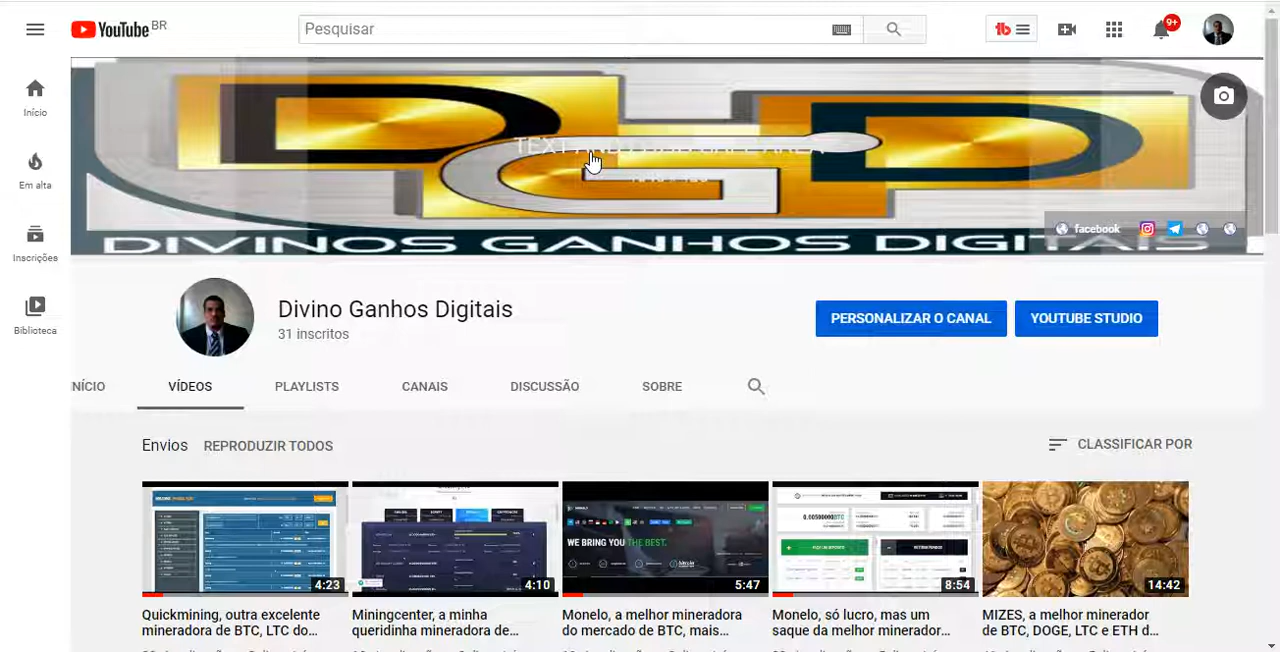 YouTube BR
Pesquisar
9+
TEXT AND
DIVINOS GANHOS DIGITAIS
facebook
Início
Em alta
Inscrições
Biblioteca
Divino Ganhos Digitais
31 inscritos
PERSONALIZAR O CANAL
YOUTUBE STUDIO
NÍCIO
VÍDEOS
PLAYLISTS
CANAIS
DISCUSSÃO
SOBRE
Envios
REPRODUZIR TODOS
CLASSIFICAR POR
4:23
4:10
WE BRING YOU THE BEST.
5:47
0.00500000BTC
8:54
14:42
Quickmining, outra excelente
mineradora de BTC, LTC do...
Miningcenter, a minha
queridinha mineradora de...
Monelo, a melhor mineradora
do mercado de BTC, mais...
Monelo, só lucro, mas um
saque da melhor minerador...
MIZES, a melhor minerador
de BTC, DOGE, LTC e ETH d...